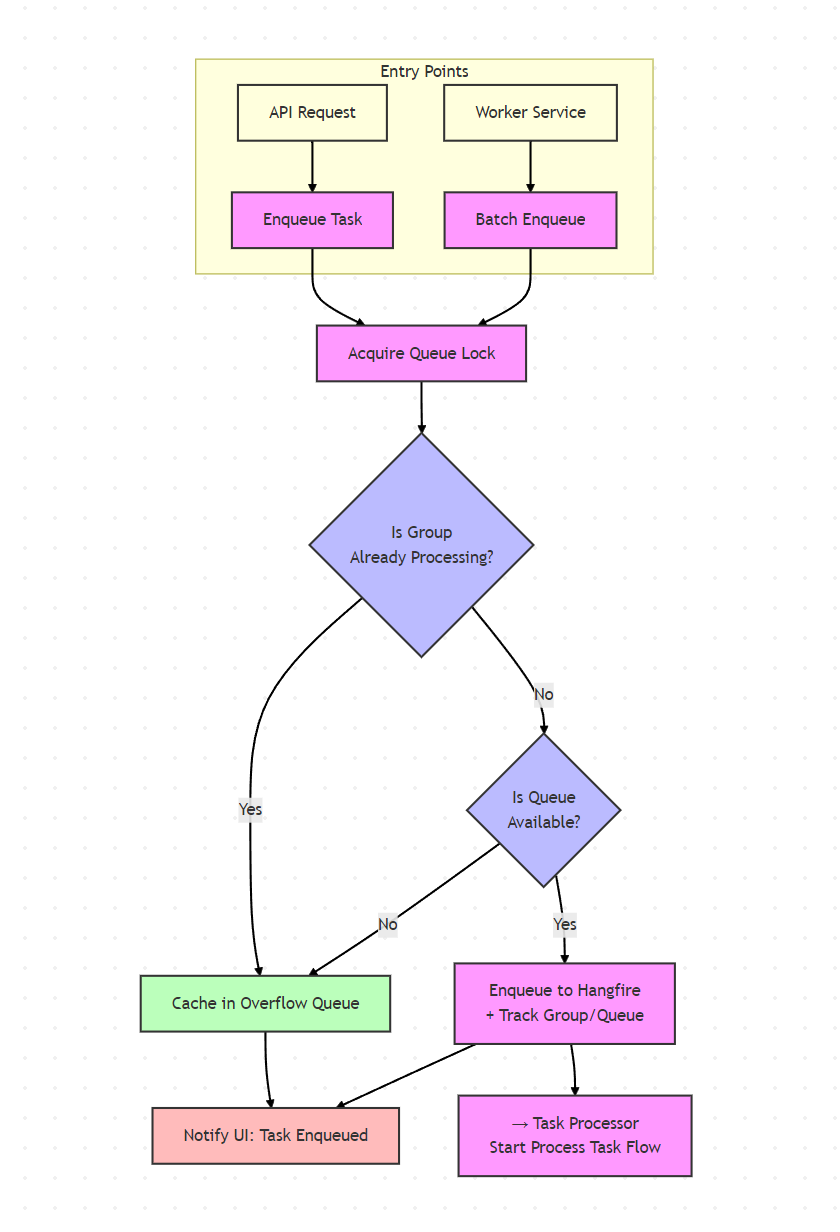 Entry Points
API Request
Worker Service
Enqueue Task
Batch Enqueue
Acquire Queue Lock
Is Group
Already Processing?
No
Is Queue
Available?
Yes
No
Yes
Cache in Overflow Queue
Enqueue to Hangfire
+ Track Group/Queue
Notify UI: Task Enqueued
→ Task Processor
Start Process Task Flow